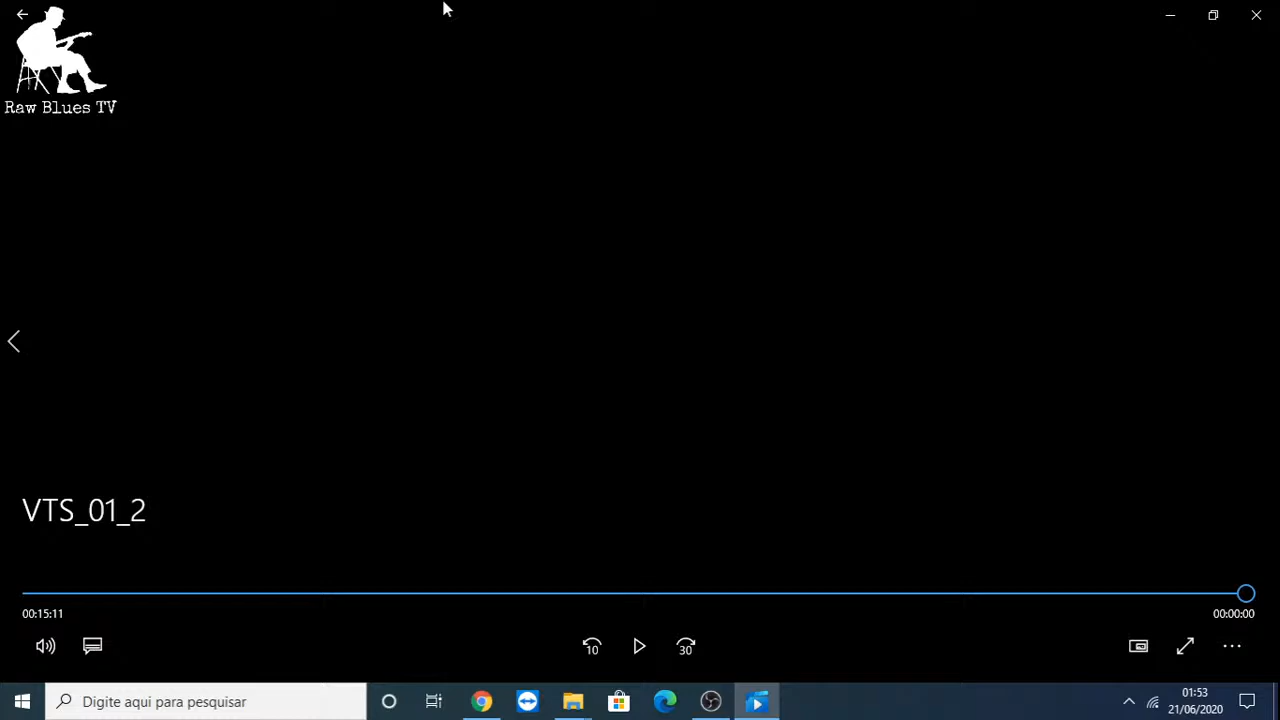 Raw Blues TV
VTS_01_2
00:15:11
00:00:00
10
30
Digite aqui para pesquisar
01:53
21/06/2020